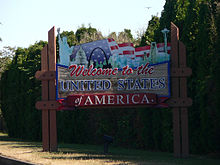 Welcome to the
UNITED STATES
of AMERICA.